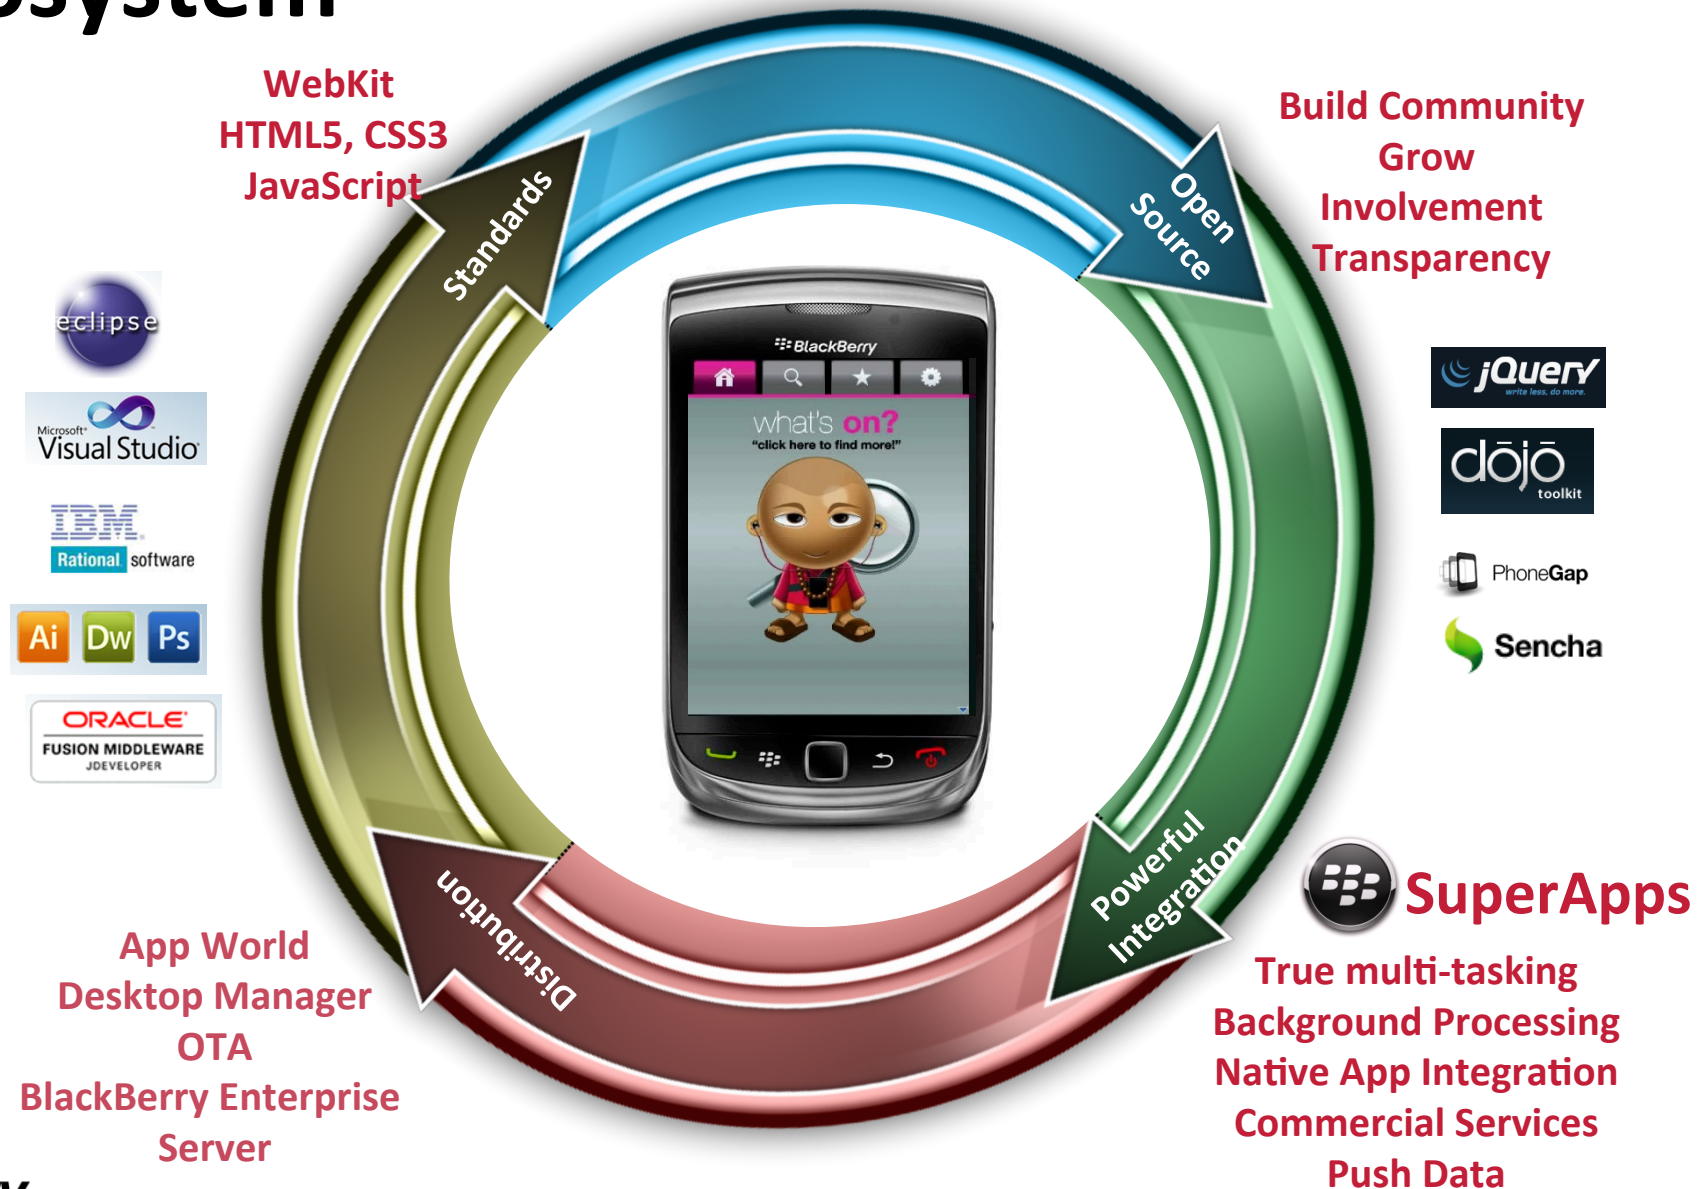 WebKit
HTML5, CSS3
JavaScript
Standards
Open
Source
Build Community
Grow
Involvement
Transparency
eclipse
Microsoft®
Visual Studio
IBM.
Rational software
Ai Dw Ps
ORACLE
FUSION MIDDLEWARE
JDEVELOPER
BlackBerry
what's on?
"click here to find more!"
jQuery
write less, do more.
dōjō
toolkit
PhoneGap
Sencha
Powerful
Integration
SuperApps
True multi-tasking
Background Processing
Native App Integration
Commercial Services
Push Data
Distribution
App World
Desktop Manager
OTA
BlackBerry Enterprise
Server